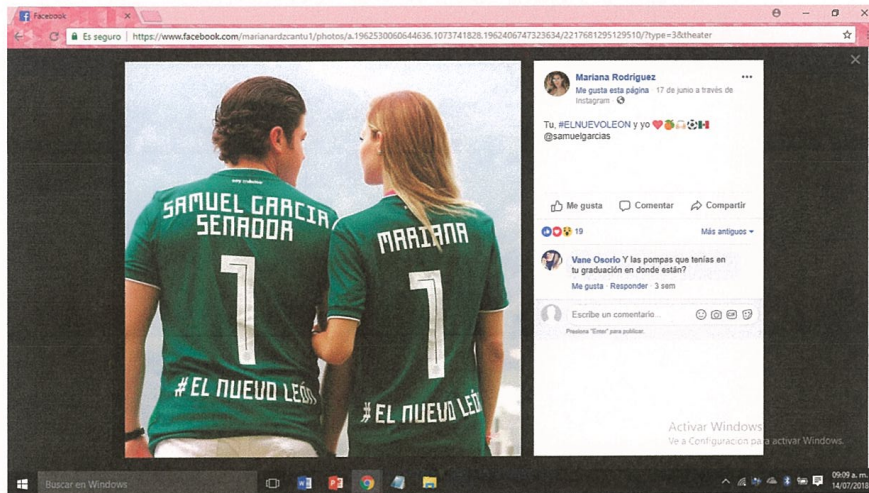 Facebook
Es seguro | https://www.facebook.com/marianardzcantu1/photos/a.1962530060644636.1073741828.1962406747323634/2217681295129510/?type=3&theater
SAMUEL GARCIA
SENADOR
1
#EL NUEVO LEÓN
MARIANA
1
#EL NUEVO LEÓN
Mariana Rodríguez
Me gusta esta página · 17 de junio a través de
Instagram ·
Tu, #ELNUEVOLEON y yo ❤️🍊⚽🇲🇽
@samuelgarcias
Me gusta Comentar Compartir
19 Más antiguos
Vane Osorio Y las pompas que tenías en
tu graduación en donde están?
Me gusta · Responder · 3 sem
Escribe un comentario...
GIF
Presiona "Enter" para publicar.
Activar Windows
Ve a Configuración para activar Windows.
Buscar en Windows
09:09 a. m.
14/07/2018